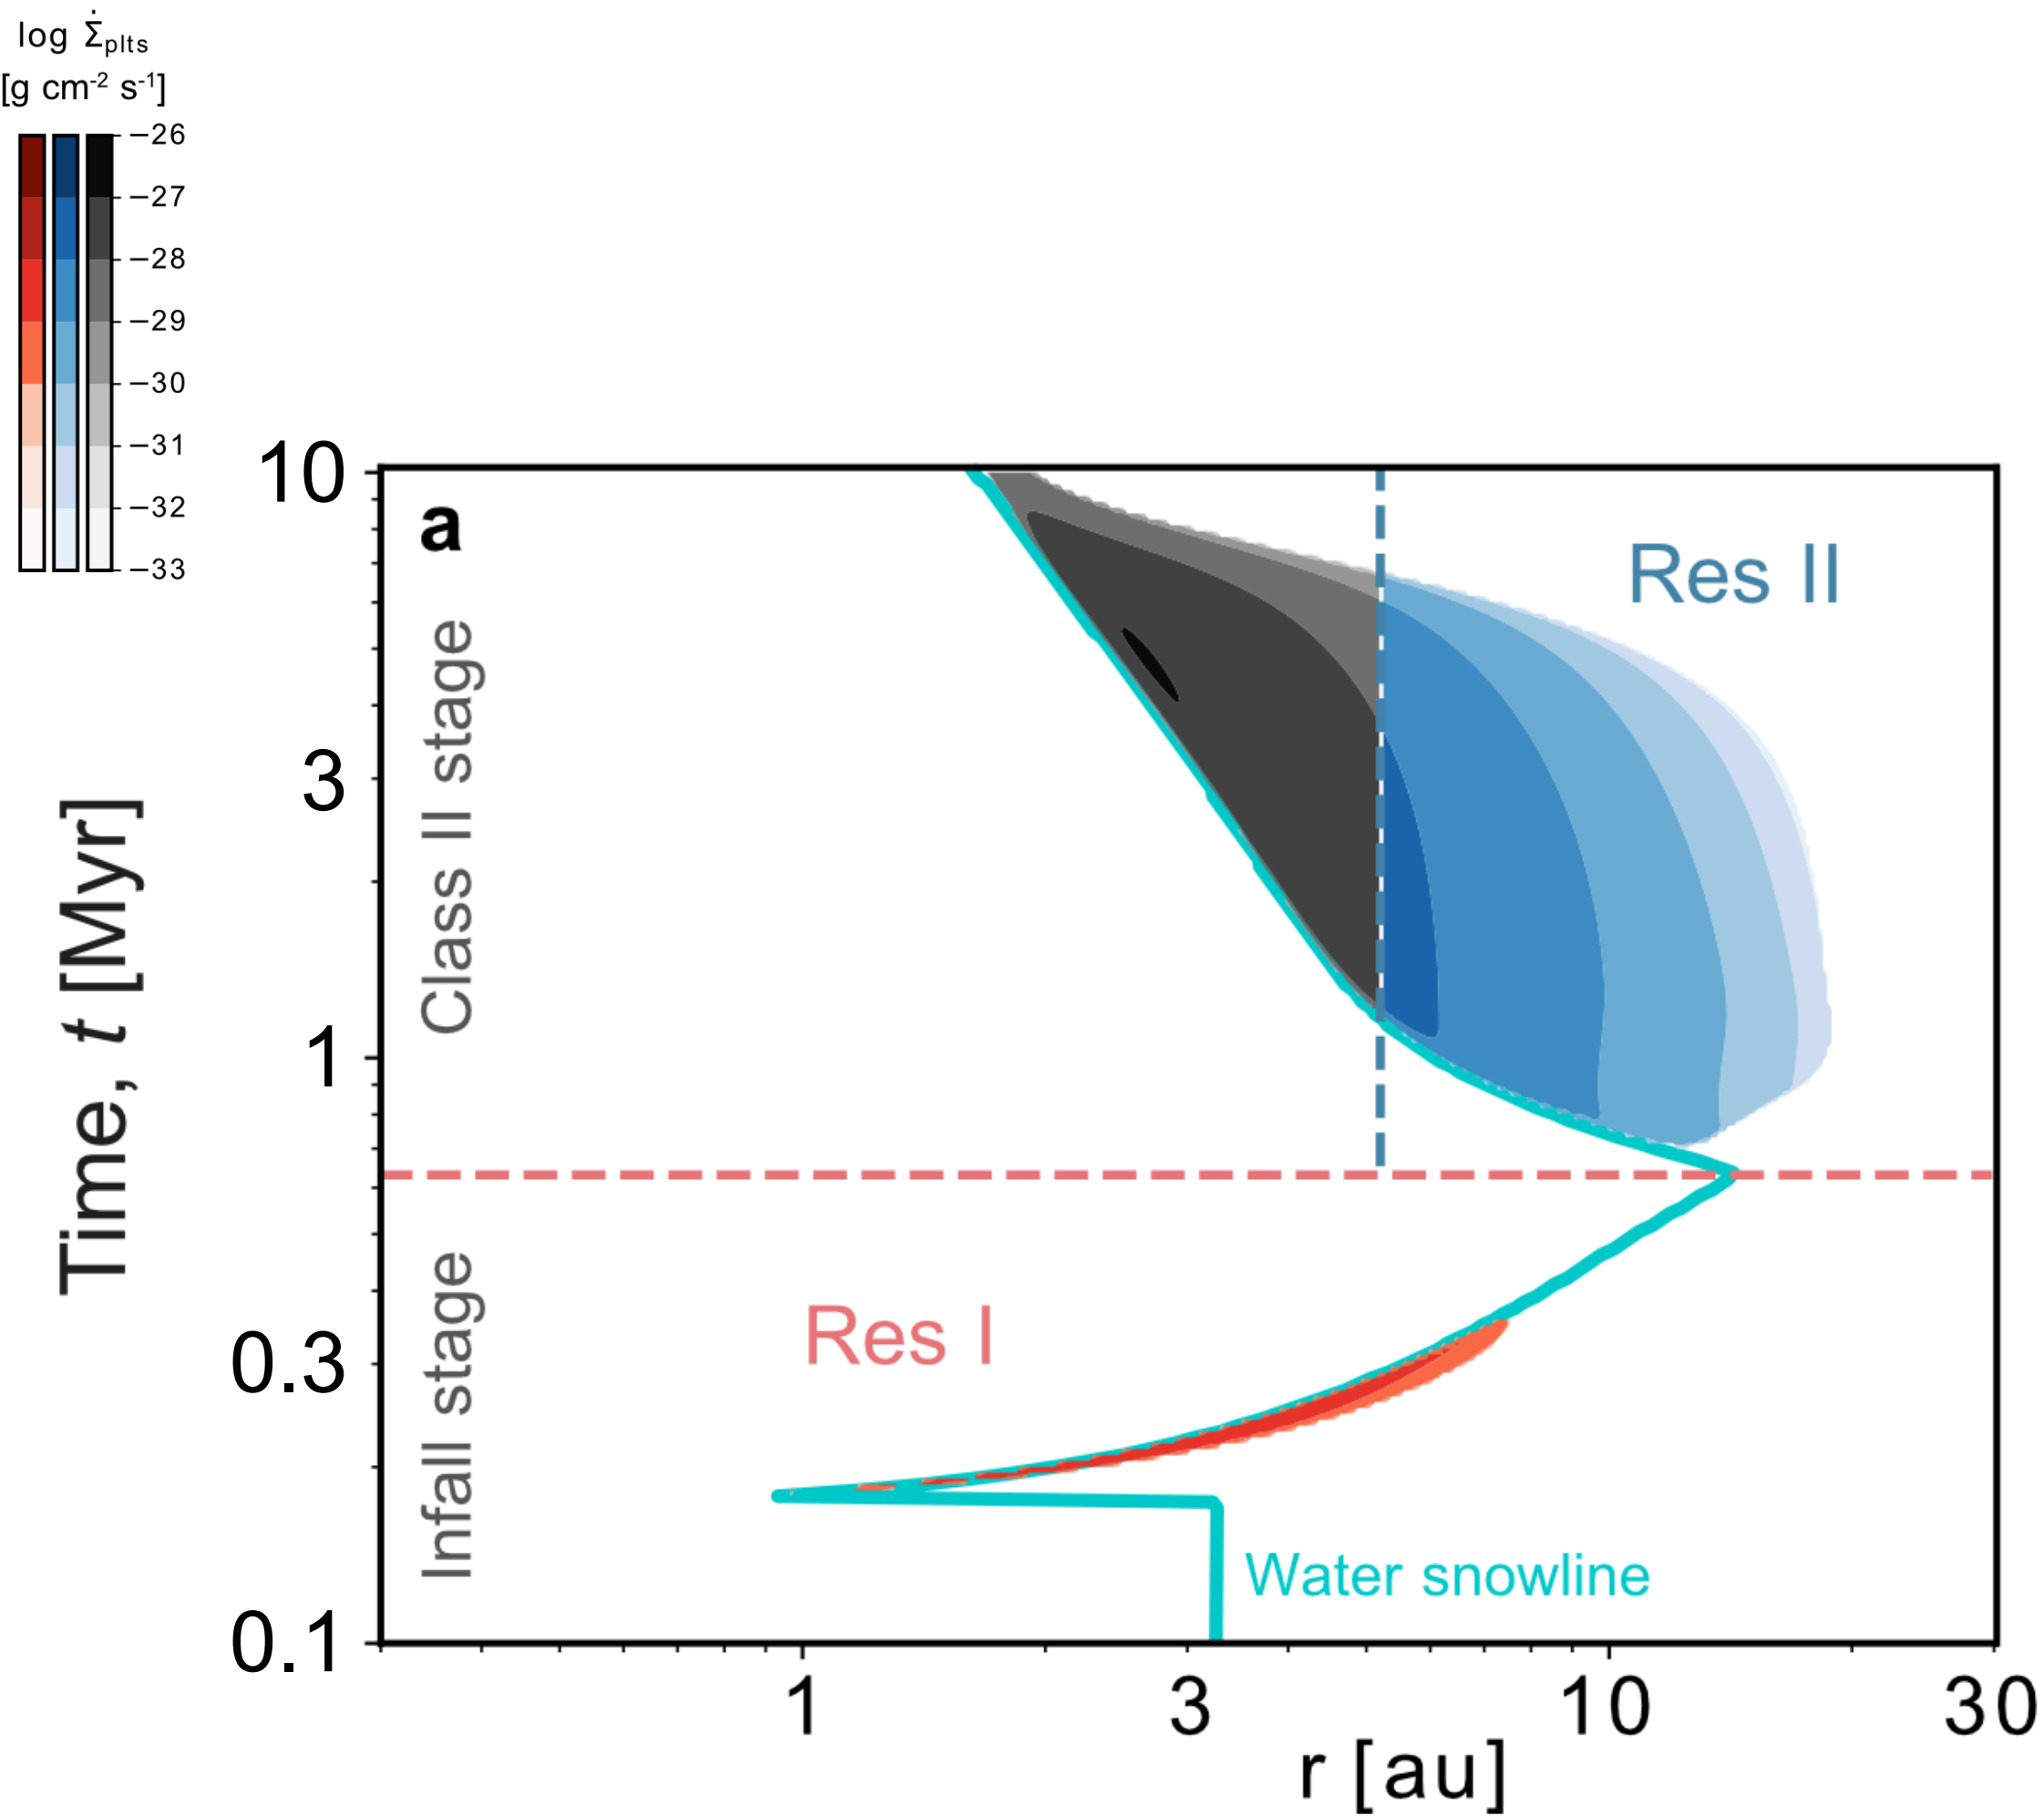 log Σ̇plts
[g cm-2 s-1]
−26
−27
−28
−29
−30
−31
−32
−33
10
3
1
0.3
0.1
Time, t [Myr]
a
Class II stage
Infall stage
Res II
Res I
Water snowline
1
3
10
30
r [au]